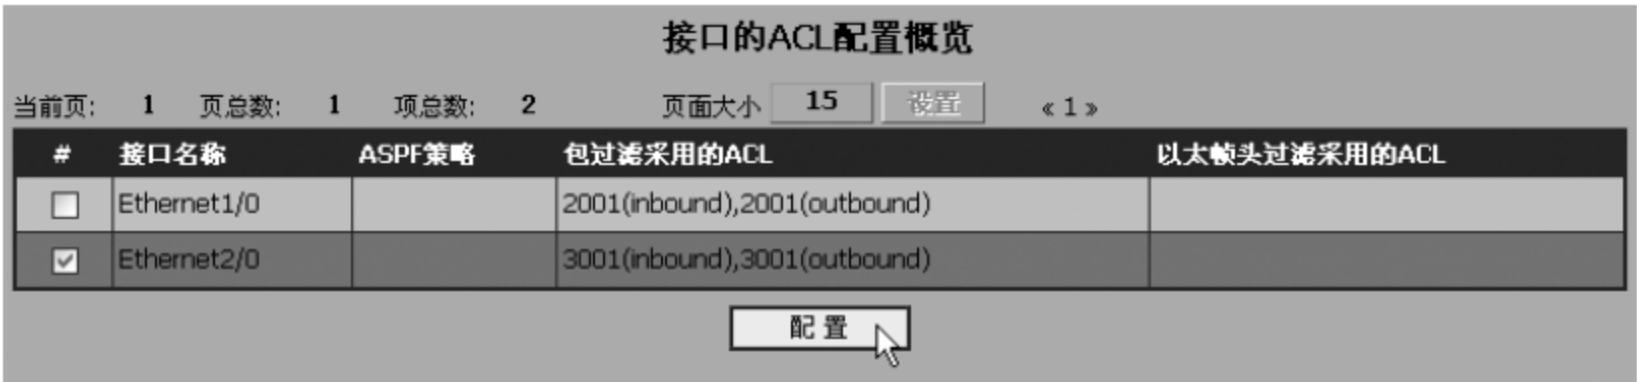 接口的ACL配置概览
当前页: 1 页总数: 1 项总数: 2 页面大小 15 设置 « 1 »
# 接口名称 ASPF策略 包过滤采用的ACL 以太帧头过滤采用的ACL
Ethernet1/0 2001(inbound),2001(outbound)
Ethernet2/0 3001(inbound),3001(outbound)
配 置